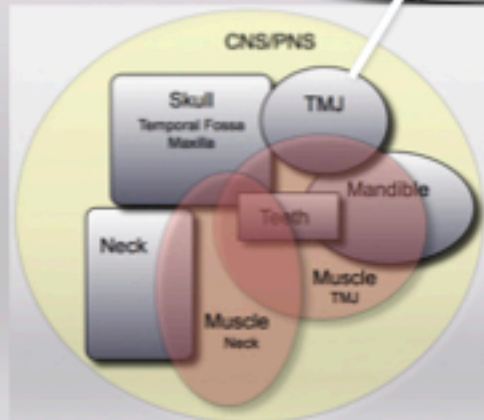 CNS/PNS
Skull
Temporal Fossa
Maxilla
TMJ
Mandible
Teeth
Neck
Muscle
TMJ
Muscle
Neck